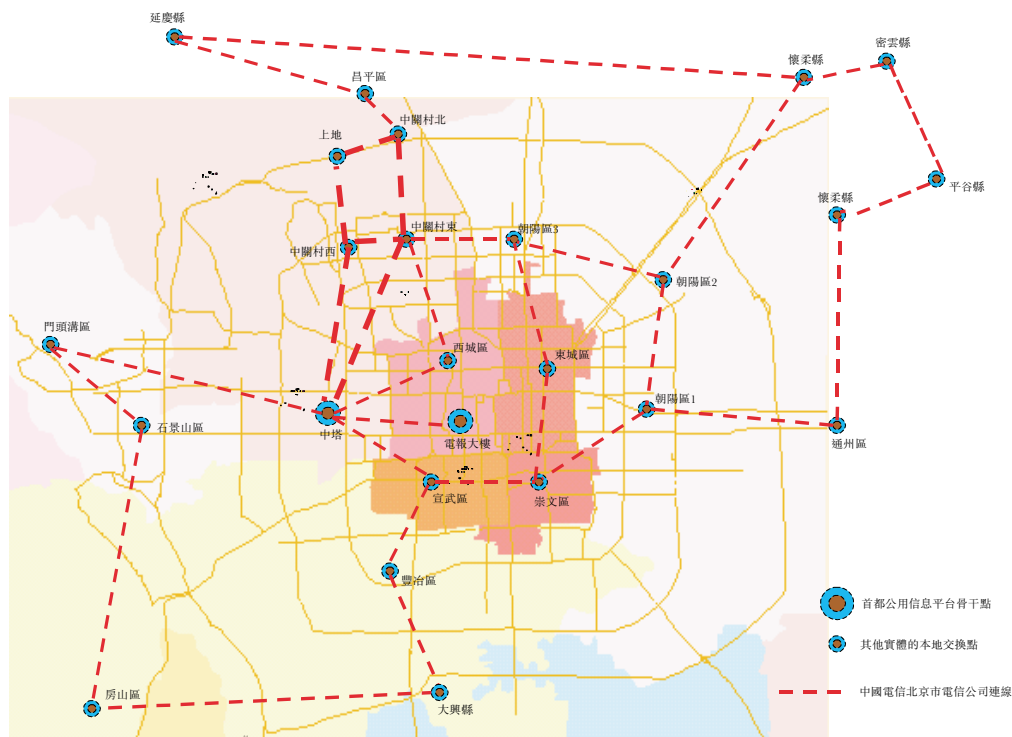 延慶縣
密雲縣
懷柔縣
昌平區
中關村北
上地
平谷縣
懷柔縣
中關村東
朝陽區3
中關村西
朝陽區2
門頭溝區
西城區
東城區
朝陽區1
石景山區
中塔
電報大樓
通州區
宣武區
崇文區
豐冶區
首都公用信息平台骨干點
其他實體的本地交換點
房山區
中國電信北京市電信公司連線
大興縣